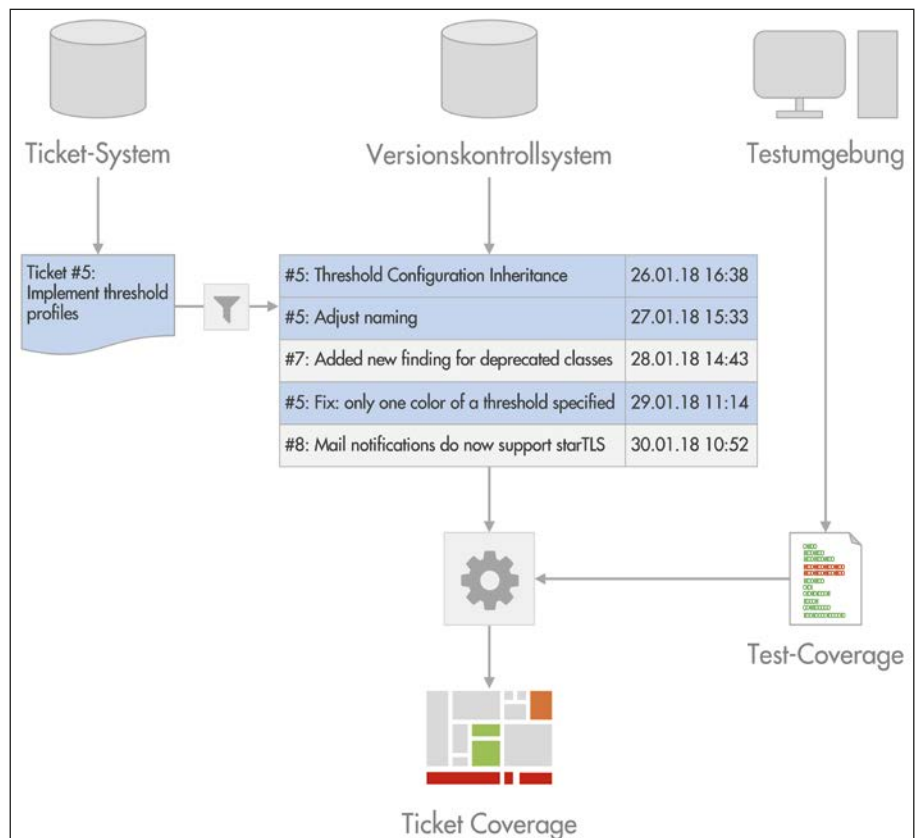 Ticket-System
Versionskontrollsystem
Testumgebung
Ticket #5:
Implement threshold
profiles
#5: Threshold Configuration Inheritance 26.01.18 16:38
#5: Adjust naming 27.01.18 15:33
#7: Added new finding for deprecated classes 28.01.18 14:43
#5: Fix: only one color of a threshold specified 29.01.18 11:14
#8: Mail notifications do now support starTLS 30.01.18 10:52
Test-Coverage
Ticket Coverage